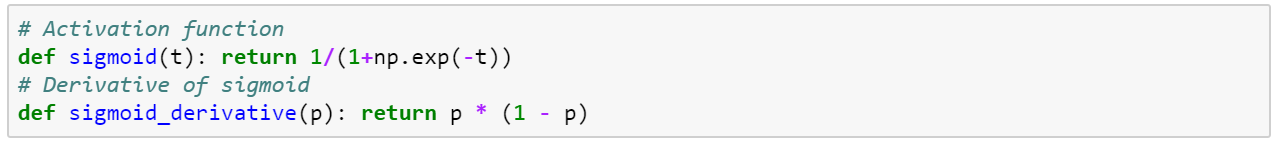 # Activation function
def sigmoid(t): return 1/(1+np.exp(-t))
# Derivative of sigmoid
def sigmoid_derivative(p): return p * (1 - p)